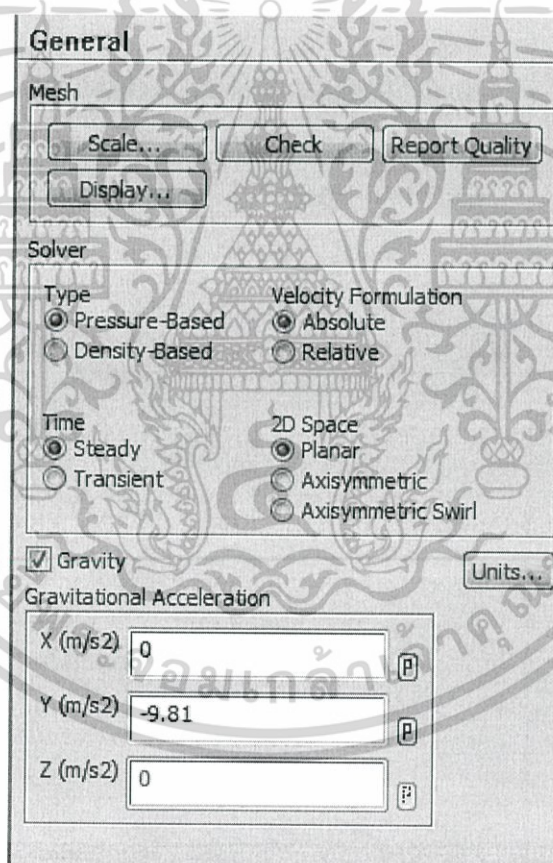 General
Mesh
Scale... Check Report Quality
Display...
Solver
Type Velocity Formulation
Pressure-Based Absolute
Density-Based Relative
Time 2D Space
Steady Planar
Transient Axisymmetric
Axisymmetric Swirl
Gravity Units...
Gravitational Acceleration
X (m/s2) 0 P
Y (m/s2) -9.81 P
Z (m/s2) 0 P